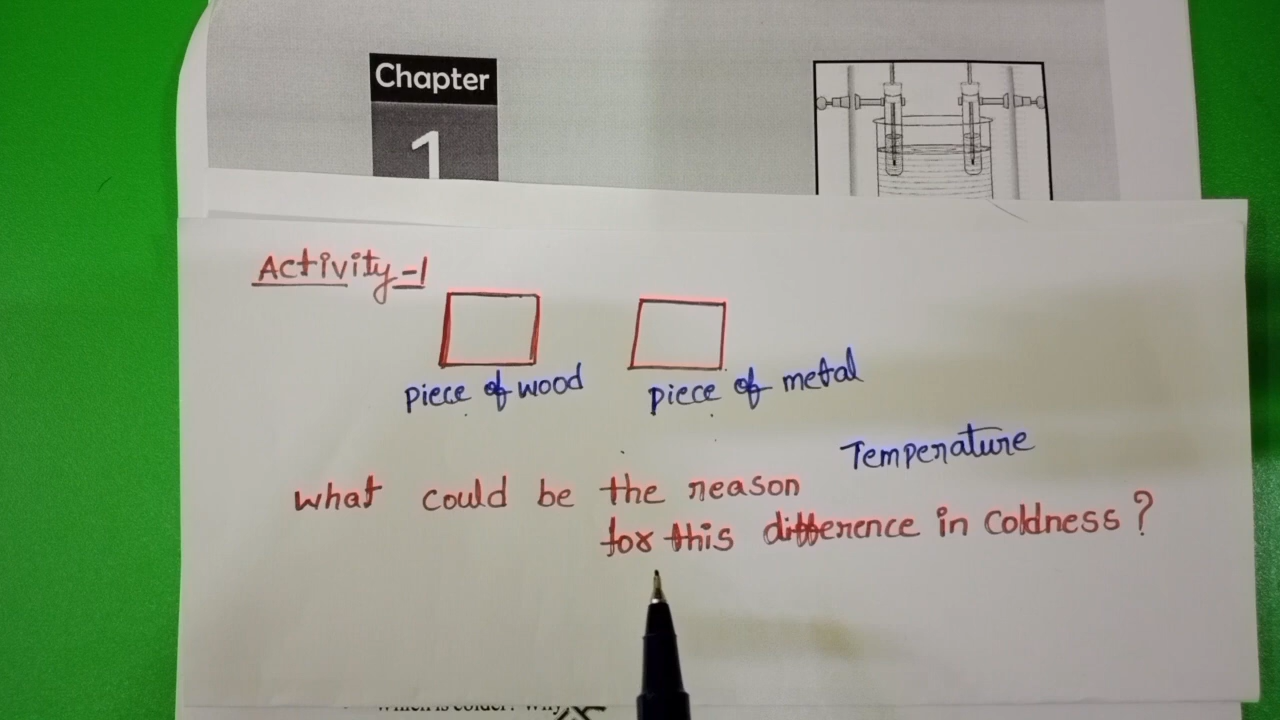 Chapter
1
Activity-1
piece of wood
piece of metal
Temperature
what could be the reason
for this difference in coldness?